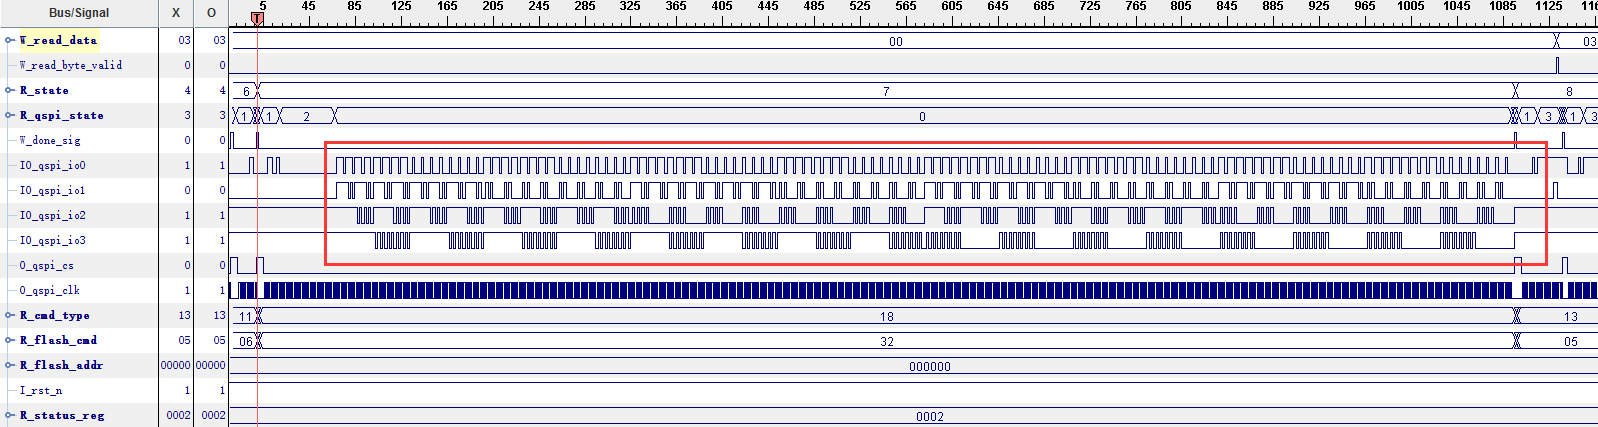 Bus/Signal X O 5 45 85 125 165 205 245 285 325 365 405 445 485 525 565 605 645 685 725 765 805 845 885 925 965 1005 1045 1085 1125 116
T
W_read_data 03 03 00 03
W_read_byte_valid 0 0
R_state 4 4 6 7 8
R_qspi_state 3 3 1 1 2 0 1 3 1 3
W_done_sig 0 0
IO_qspi_io0 1 1
IO_qspi_io1 0 0
IO_qspi_io2 1 1
IO_qspi_io3 1 1
O_qspi_cs 0 0
O_qspi_clk 1 1
R_cmd_type 13 13 11 18 13
R_flash_cmd 05 05 06 32 05
R_flash_addr 00000 00000 000000
I_rst_n 1 1
R_status_reg 0002 0002 0002